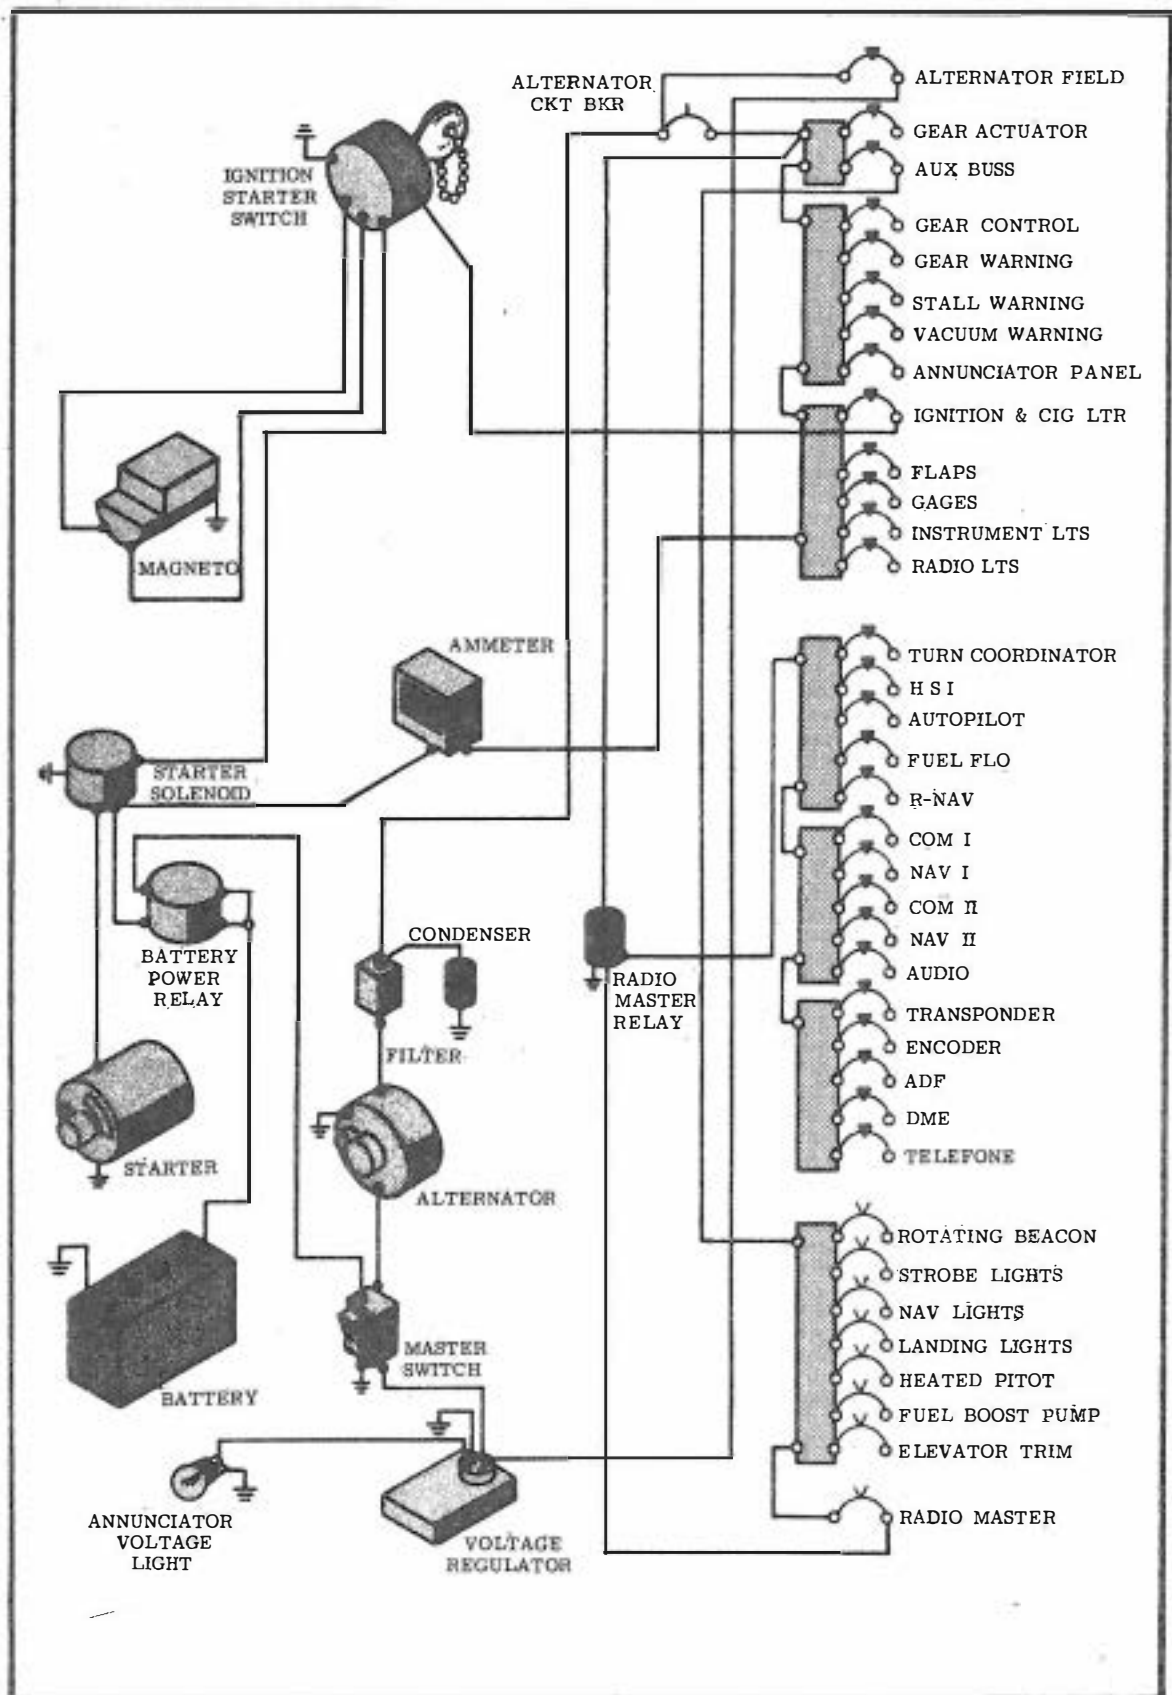 ALTERNATOR
CKT BKR
ALTERNATOR FIELD
GEAR ACTUATOR
AUX BUSS
IGNITION
STARTER
SWITCH
GEAR CONTROL
GEAR WARNING
STALL WARNING
VACUUM WARNING
ANNUNCIATOR PANEL
IGNITION & CIG LTR
FLAPS
GAGES
INSTRUMENT LTS
RADIO LTS
MAGNETO
AMMETER
TURN COORDINATOR
H S I
AUTOPILOT
FUEL FLO
R-NAV
STARTER
SOLENOID
COM I
NAV I
COM II
NAV II
AUDIO
BATTERY
POWER
RELAY
CONDENSER
FILTER
RADIO
MASTER
RELAY
TRANSPONDER
ENCODER
ADF
DME
TELEFONE
STARTER
ALTERNATOR
ROTATING BEACON
STROBE LIGHTS
NAV LIGHTS
LANDING LIGHTS
HEATED PITOT
FUEL BOOST PUMP
ELEVATOR TRIM
MASTER
SWITCH
BATTERY
RADIO MASTER
ANNUNCIATOR
VOLTAGE
LIGHT
VOLTAGE
REGULATOR